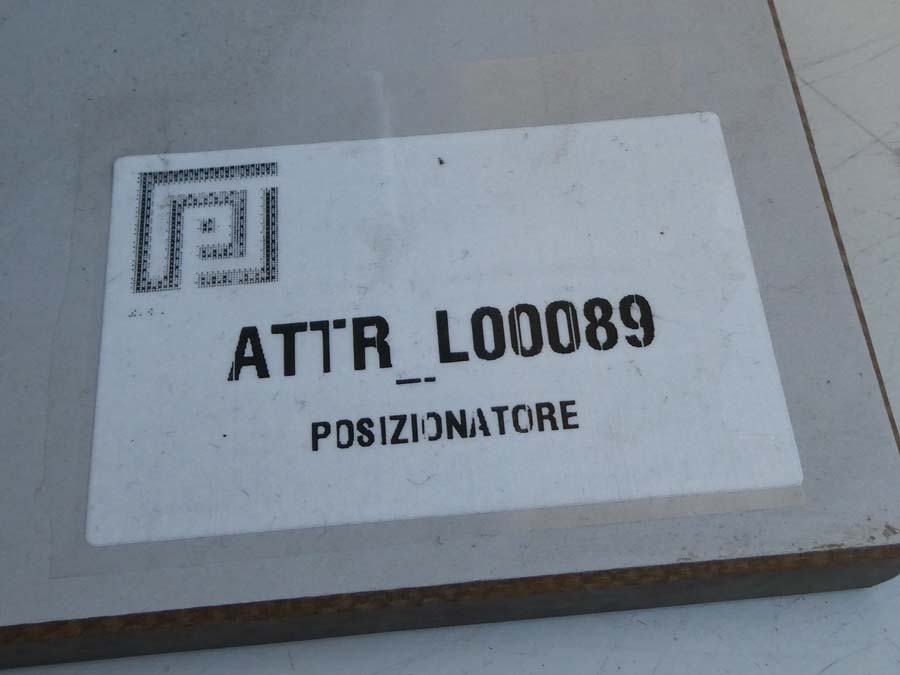 ATTR_L00089
POSIZIONATORE